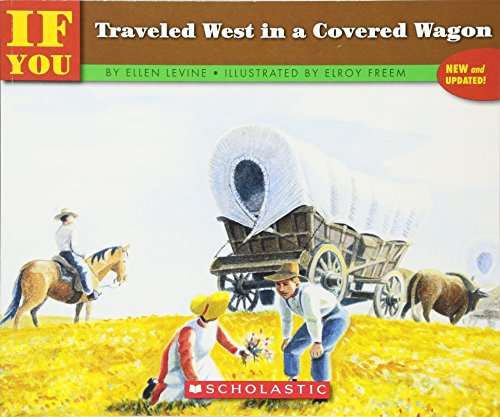 IF YOU
Traveled West in a Covered Wagon
BY ELLEN LEVINE • ILLUSTRATED BY ELROY FREEM
NEW and
UPDATED!
SCHOLASTIC